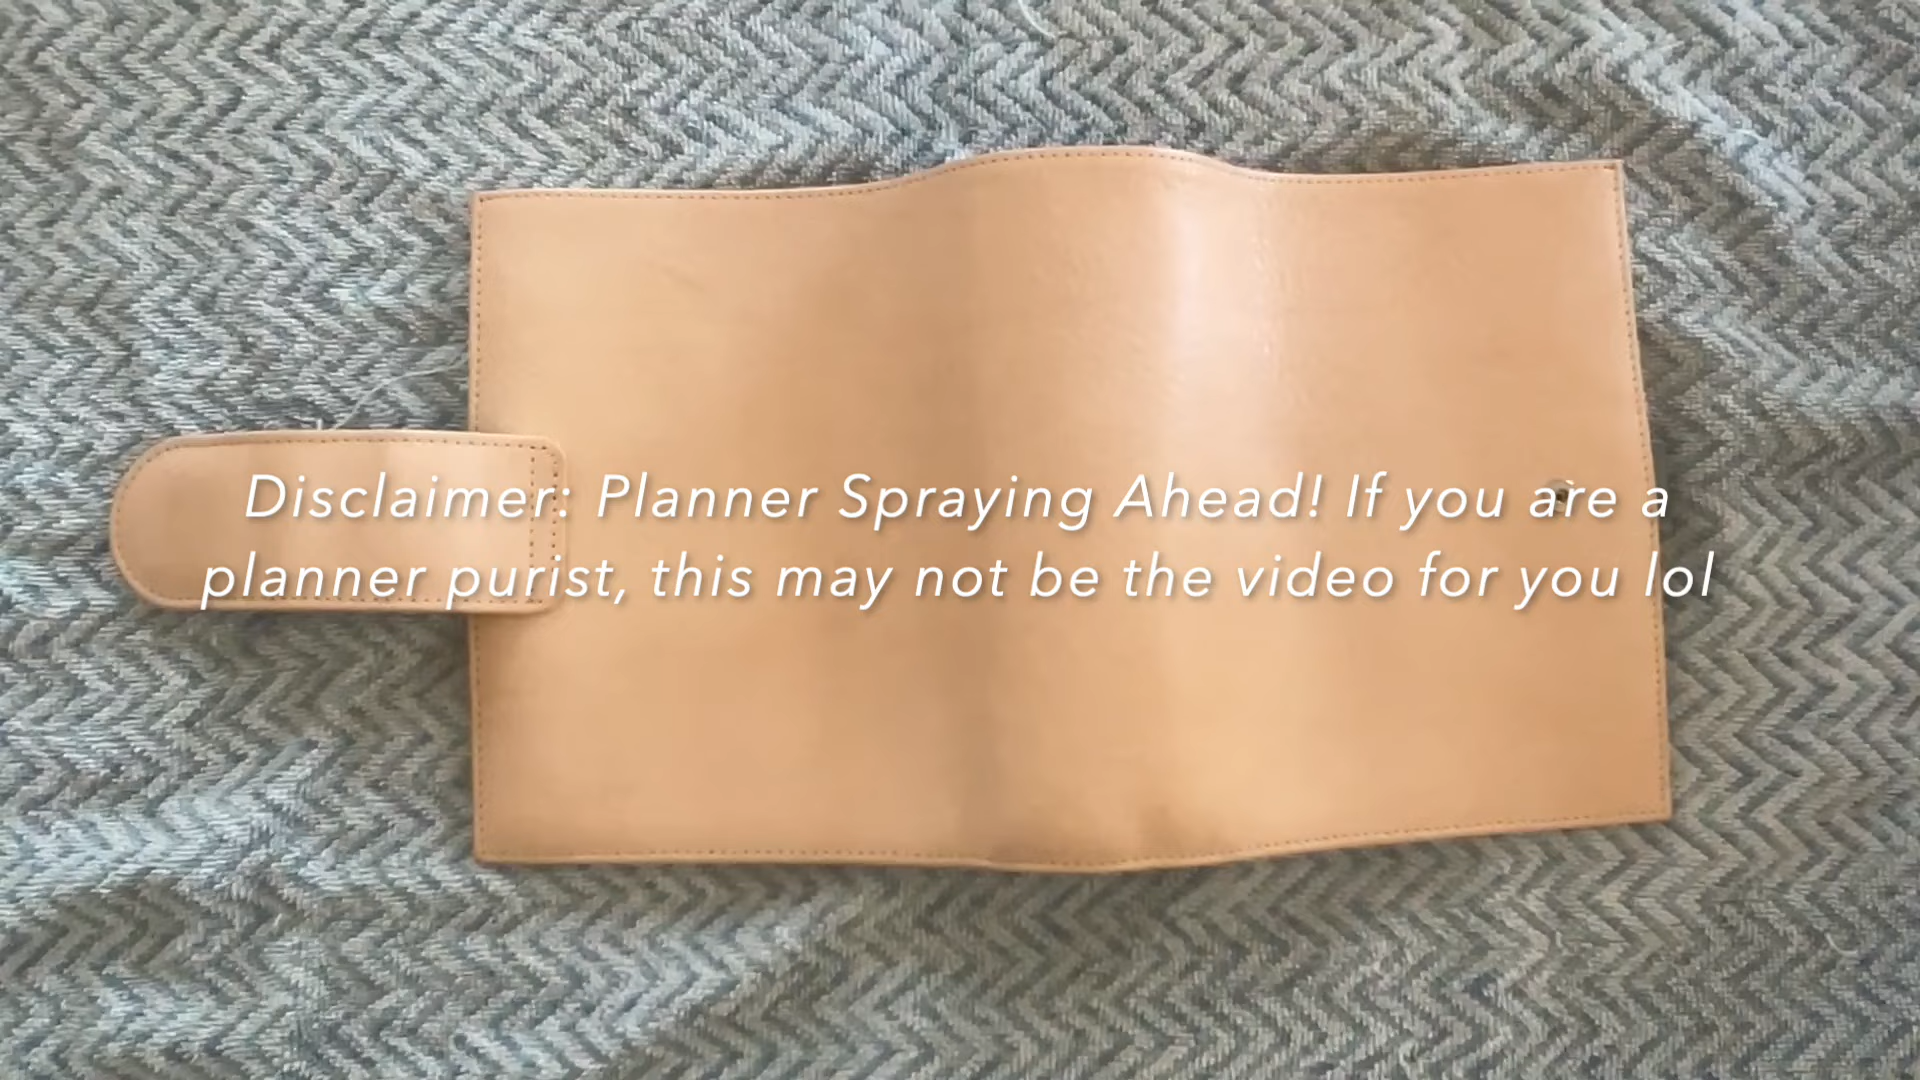 Disclaimer: Planner Spraying Ahead! If you are a
planner purist, this may not be the video for you lol